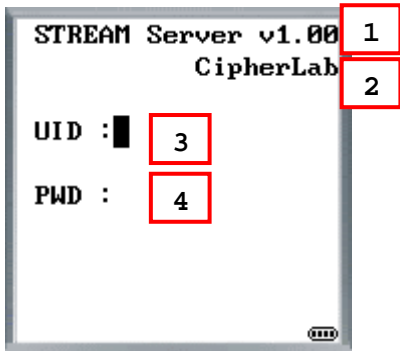 STREAM Server v1.00 1
CipherLab 2
UID : 3
PWD : 4